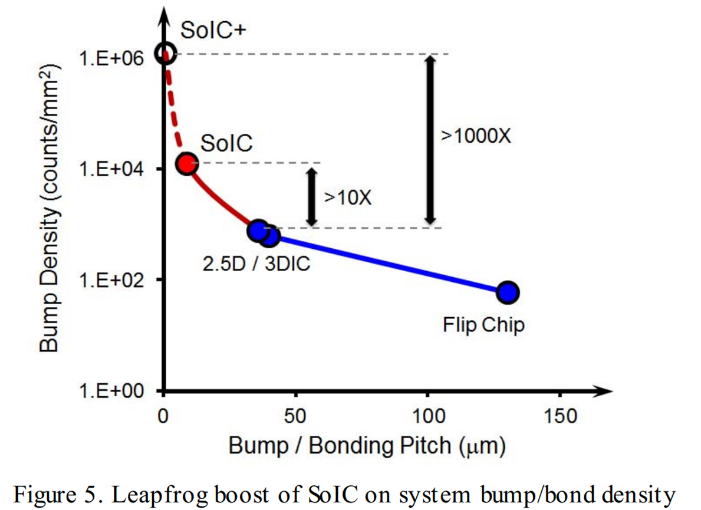 SoIC+
1.E+06
>1000X
SoIC
1.E+04
>10X
2.5D / 3DIC
1.E+02
Flip Chip
1.E+00
0 50 100 150
Bump / Bonding Pitch (μm)
Bump Density (counts/mm²)
Figure 5. Leapfrog boost of SoIC on system bump/bond density